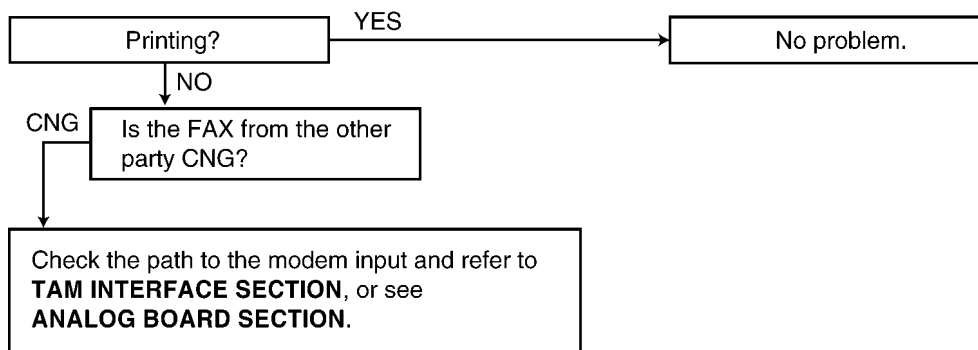 Printing?
YES
No problem.
NO
CNG
Is the FAX from the other
party CNG?
Check the path to the modem input and refer to
TAM INTERFACE SECTION, or see
ANALOG BOARD SECTION.